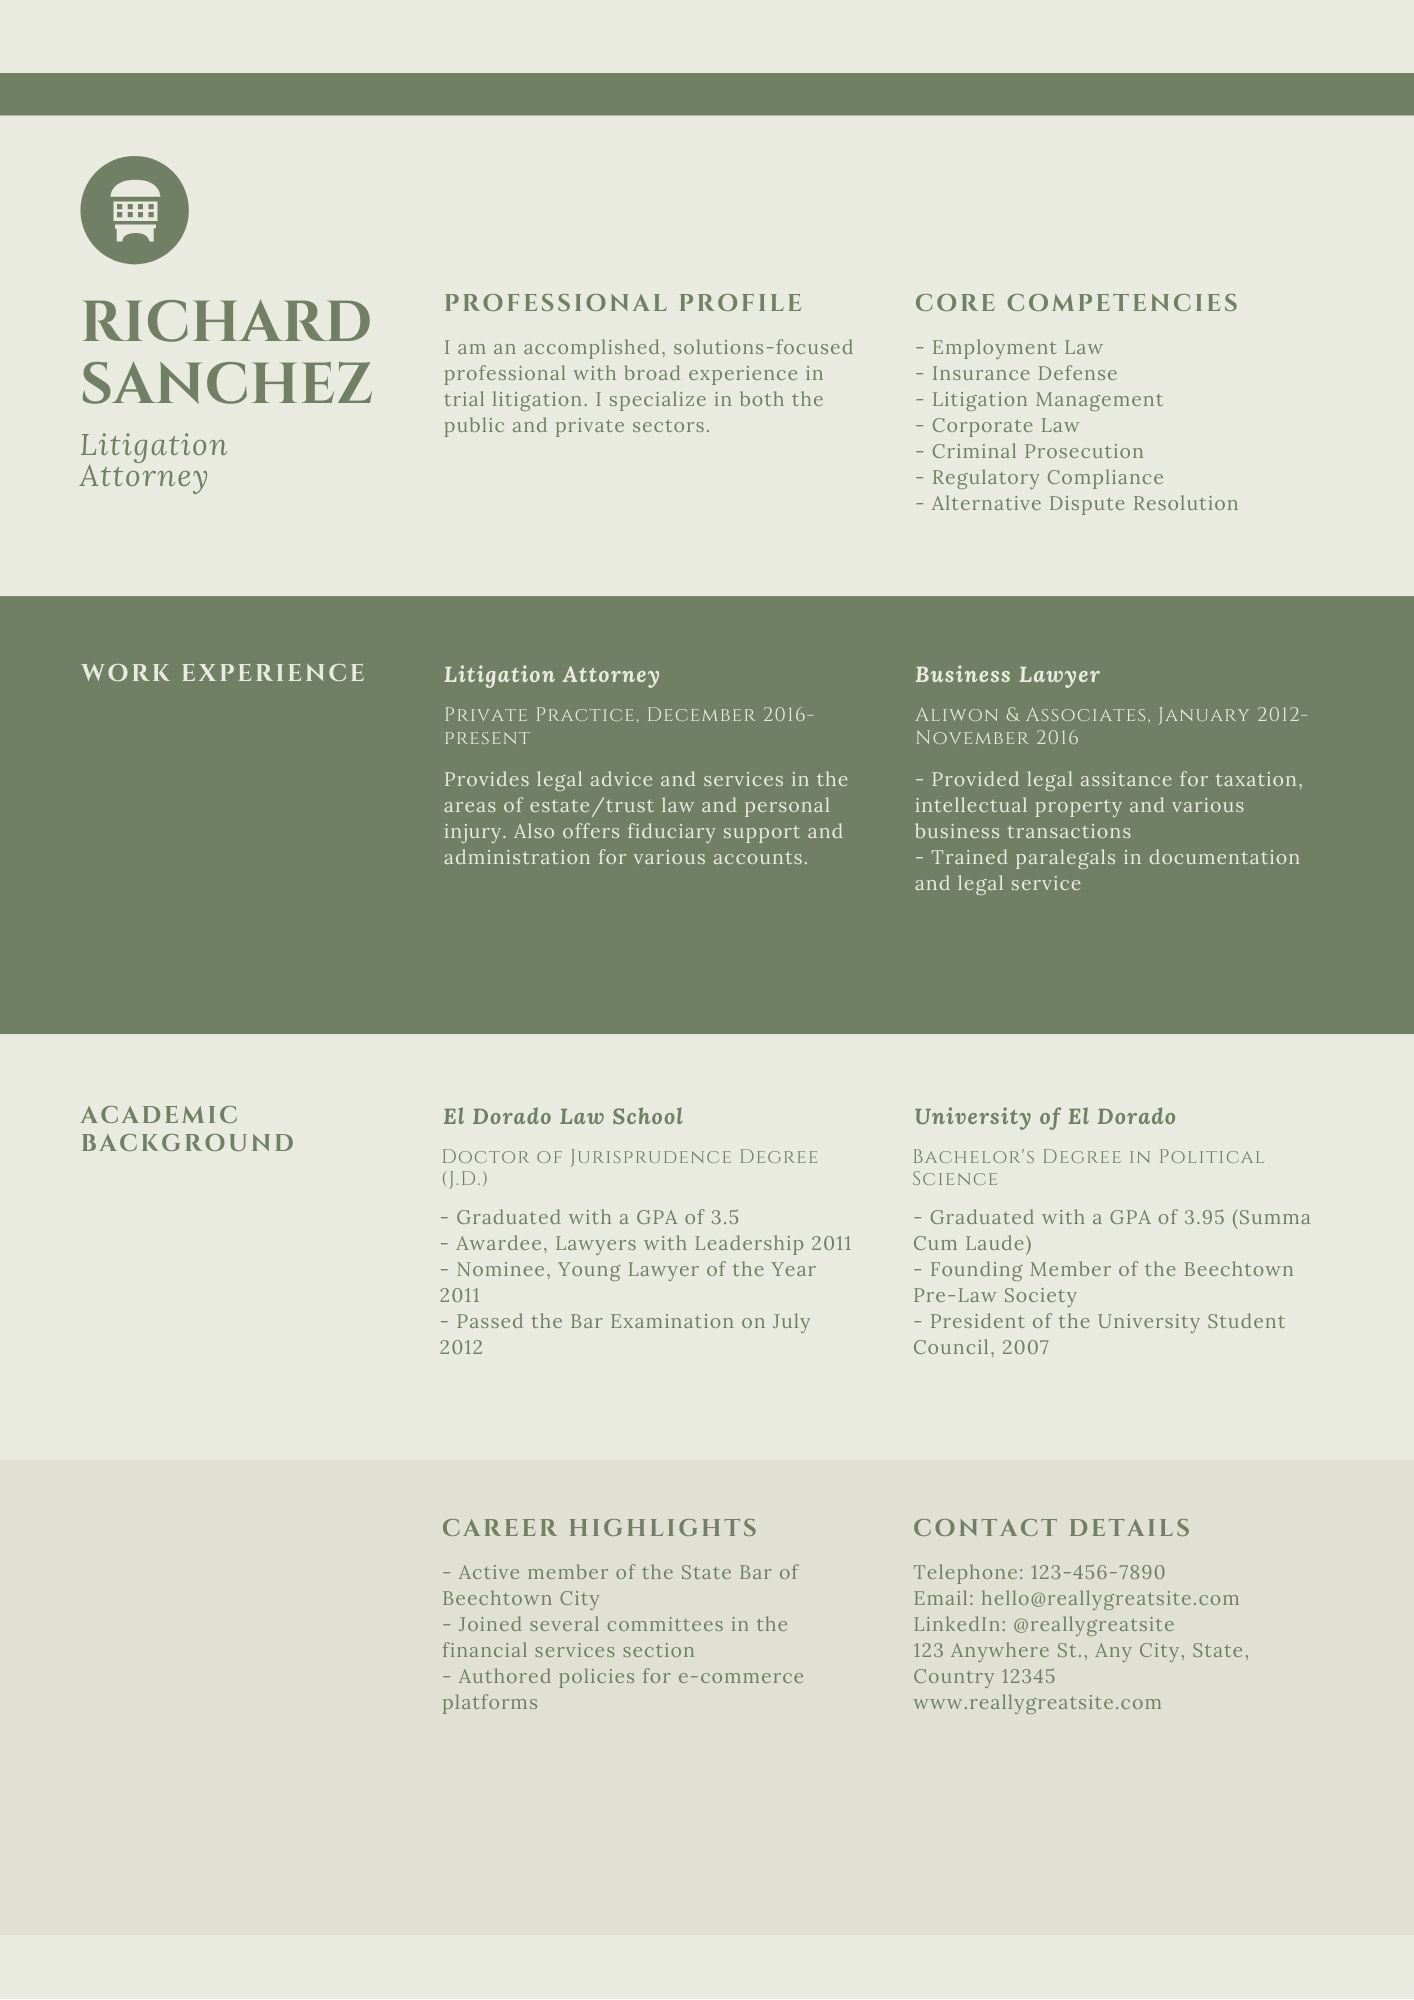 RICHARD
SANCHEZ
Litigation
Attorney
PROFESSIONAL PROFILE
I am an accomplished, solutions-focused
professional with broad experience in
trial litigation. I specialize in both the
public and private sectors.
CORE COMPETENCIES
- Employment Law
- Insurance Defense
- Litigation Management
- Corporate Law
- Criminal Prosecution
- Regulatory Compliance
- Alternative Dispute Resolution
WORK EXPERIENCE
Litigation Attorney
PRIVATE PRACTICE, DECEMBER 2016-
PRESENT
Provides legal advice and services in the
areas of estate/trust law and personal
injury. Also offers fiduciary support and
administration for various accounts.
Business Lawyer
ALIWON & ASSOCIATES, JANUARY 2012-
NOVEMBER 2016
- Provided legal assitance for taxation,
intellectual property and various
business transactions
- Trained paralegals in documentation
and legal service
ACADEMIC
BACKGROUND
El Dorado Law School
DOCTOR OF JURISPRUDENCE DEGREE
(J.D.)
- Graduated with a GPA of 3.5
- Awardee, Lawyers with Leadership 2011
- Nominee, Young Lawyer of the Year
2011
- Passed the Bar Examination on July
2012
University of El Dorado
BACHELOR'S DEGREE IN POLITICAL
SCIENCE
- Graduated with a GPA of 3.95 (Summa
Cum Laude)
- Founding Member of the Beechtown
Pre-Law Society
- President of the University Student
Council, 2007
CAREER HIGHLIGHTS
- Active member of the State Bar of
Beechtown City
- Joined several committees in the
financial services section
- Authored policies for e-commerce
platforms
CONTACT DETAILS
Telephone: 123-456-7890
Email: hello@reallygreatsite.com
LinkedIn: @reallygreatsite
123 Anywhere St., Any City, State,
Country 12345
www.reallygreatsite.com